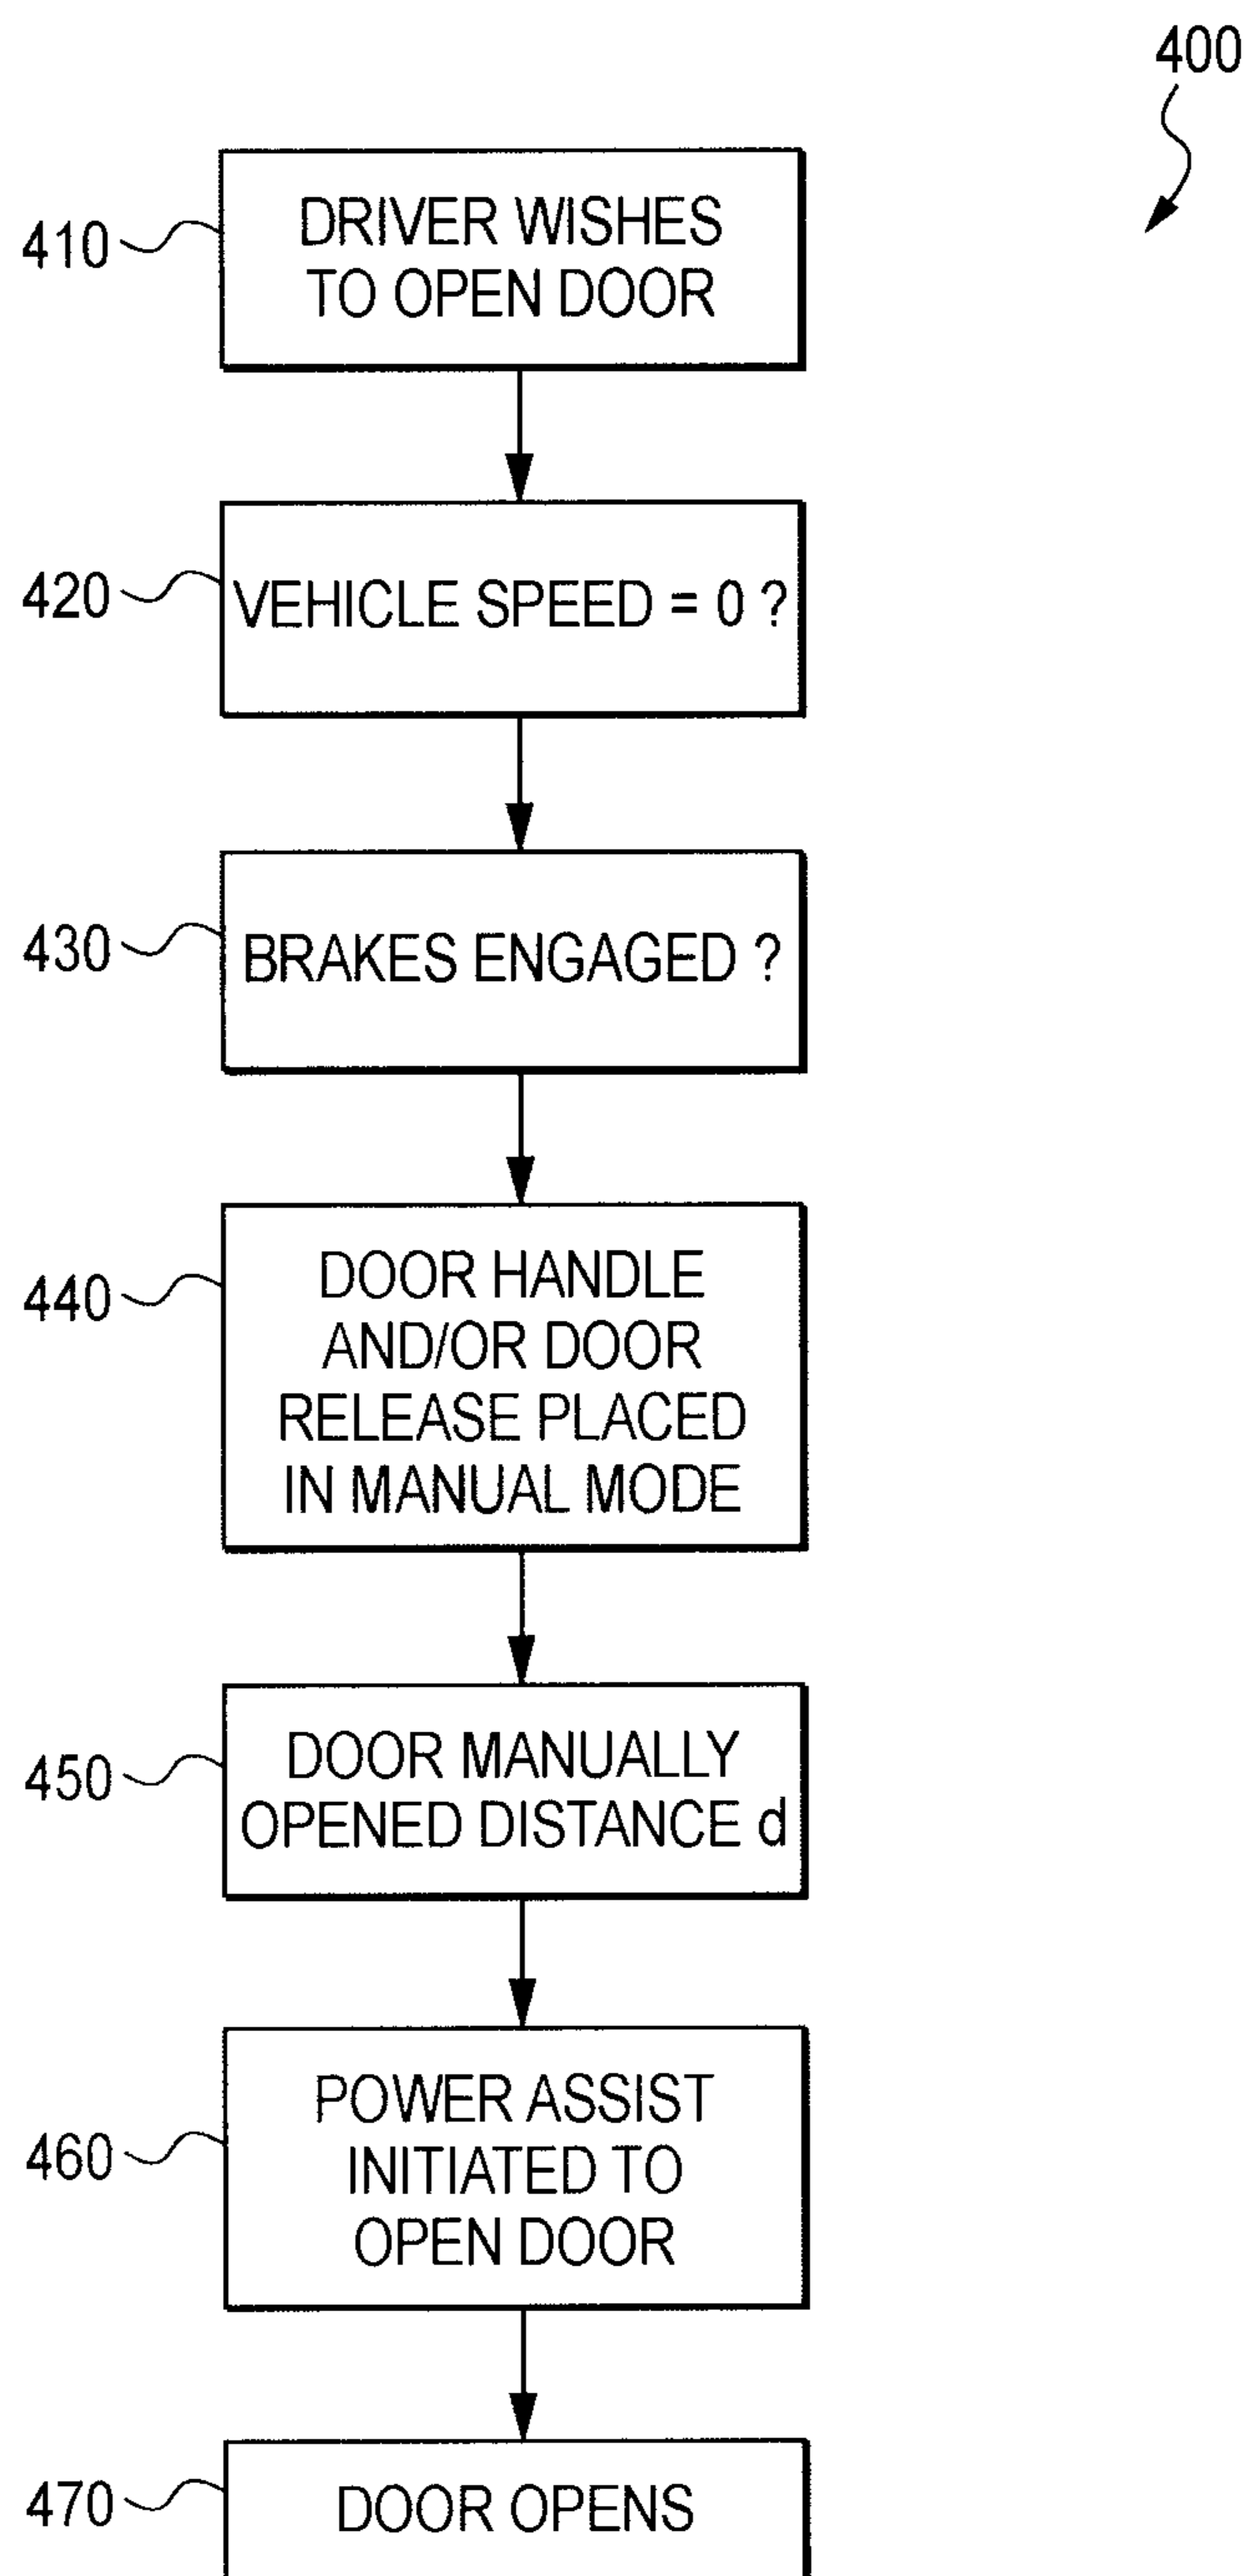 400
410
DRIVER WISHES
TO OPEN DOOR
420
VEHICLE SPEED = 0 ?
430
BRAKES ENGAGED ?
440
DOOR HANDLE
AND/OR DOOR
RELEASE PLACED
IN MANUAL MODE
450
DOOR MANUALLY
OPENED DISTANCE d
460
POWER ASSIST
INITIATED TO
OPEN DOOR
470
DOOR OPENS